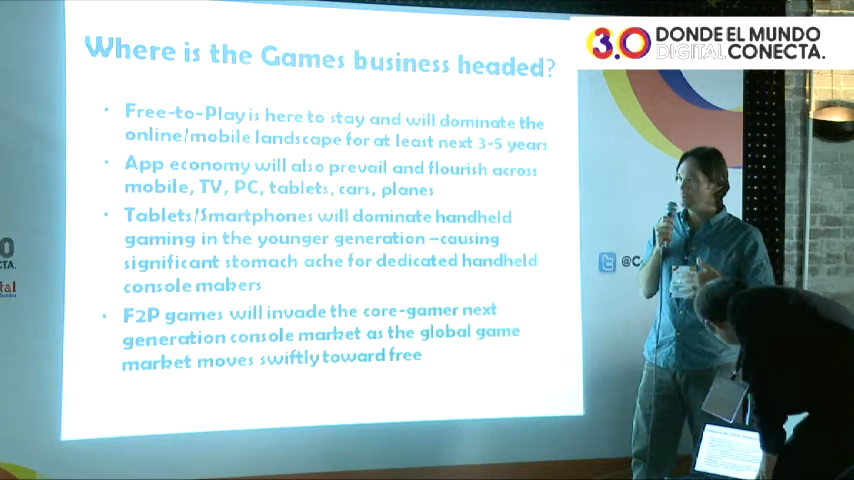 Where is the Games business headed?
• Free-to-Play is here to stay and will dominate the
online/mobile landscape for at least next 3-5 years
• App economy will also prevail and flourish across
mobile, TV, PC, tablets, cars, planes
• Tablets/Smartphones will dominate handheld
gaming in the younger generation –causing
significant stomach ache for dedicated handheld
console makers
• F2P games will invade the core-gamer next
generation console market as the global game
market moves swiftly toward free
3.0 DONDE EL MUNDO
DIGITAL CONECTA.
@C
0
CTA.
tal